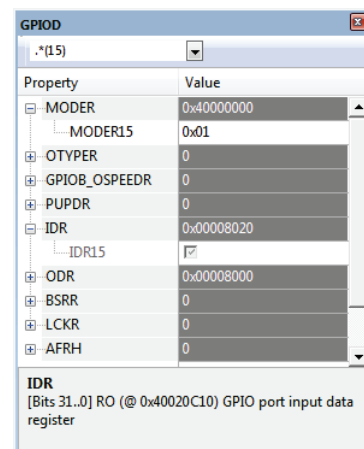 GPIOD
.*(15)
Property Value
MODER 0x40000000
MODER15 0x01
OTYPER 0
GPIOB_OSPEEDR 0
PUPDR 0
IDR 0x00008020
IDR15
ODR 0x00008000
BSRR 0
LCKR 0
AFRH 0
IDR
[Bits 31..0] RO (@ 0x40020C10) GPIO port input data
register